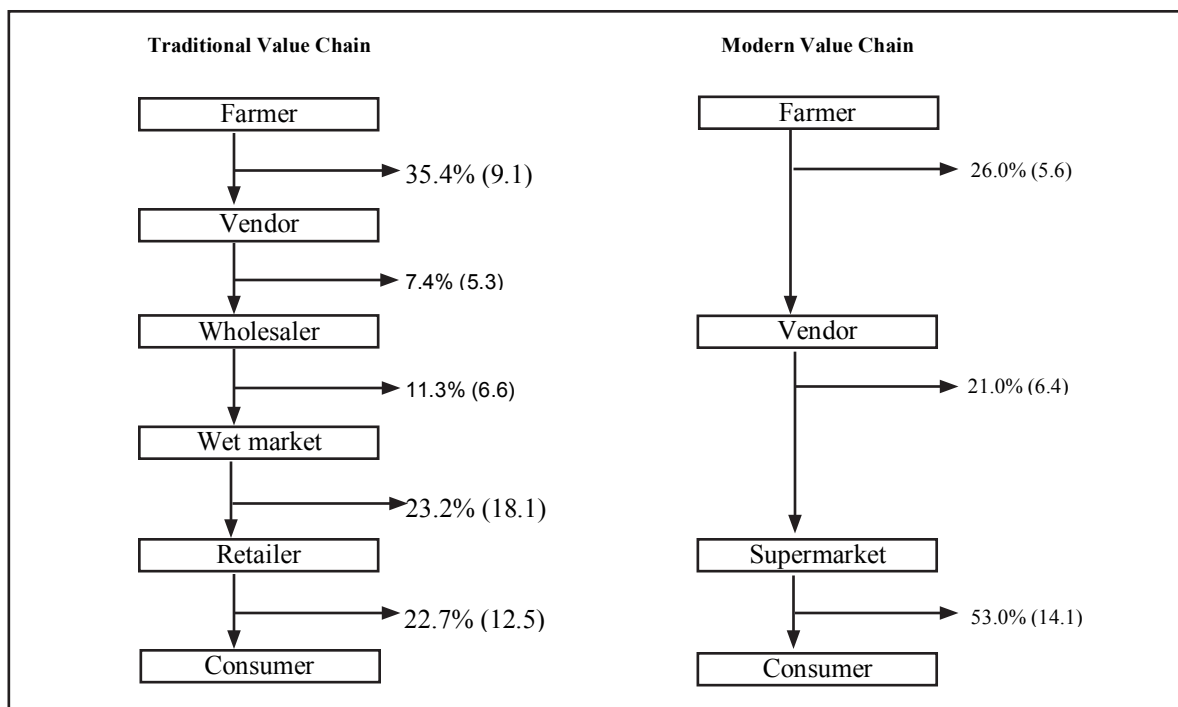 Traditional Value Chain
Farmer
35.4% (9.1)
Vendor
7.4% (5.3)
Wholesaler
11.3% (6.6)
Wet market
23.2% (18.1)
Retailer
22.7% (12.5)
Consumer
Modern Value Chain
Farmer
26.0% (5.6)
Vendor
21.0% (6.4)
Supermarket
53.0% (14.1)
Consumer